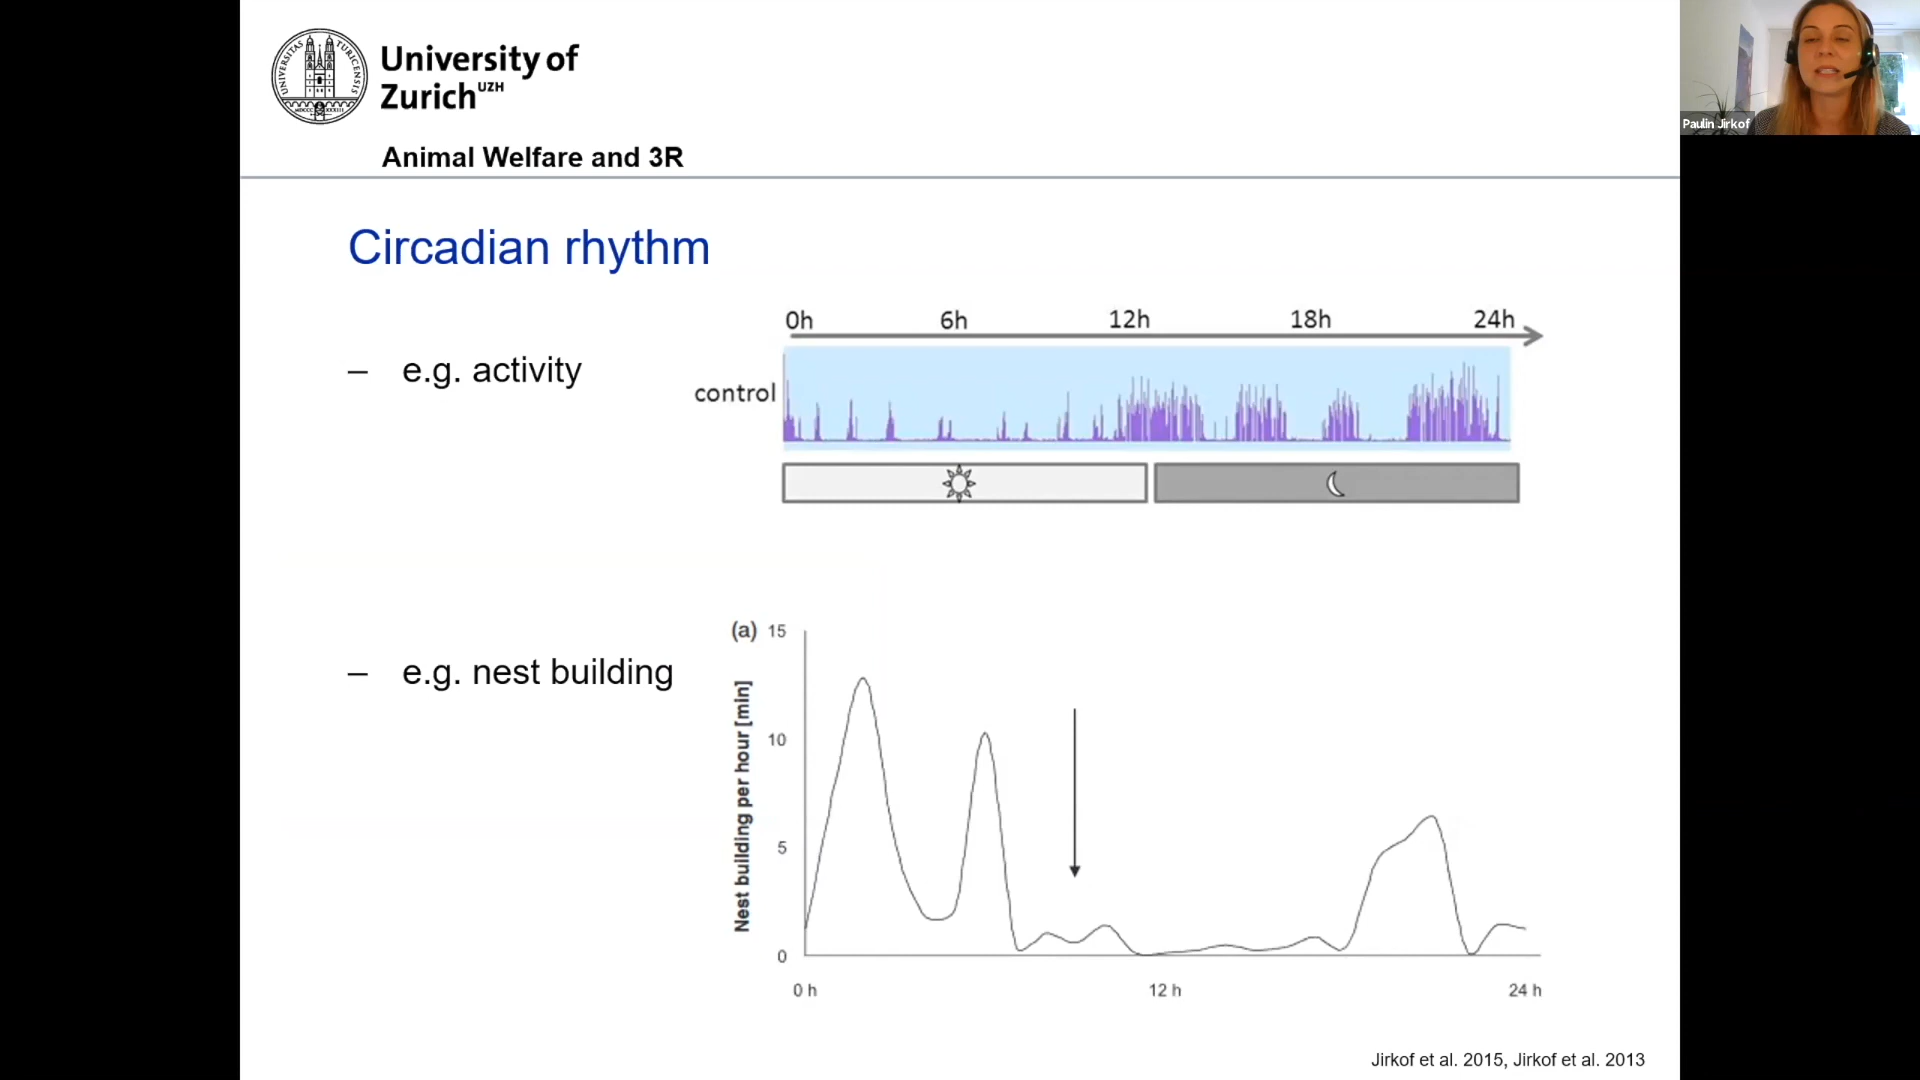 University of
Zurich UZH
UNIVERSITAS TURICENSIS
Paulin Jirkof
Animal Welfare and 3R
Circadian rhythm
0h 6h 12h 18h 24h
– e.g. activity
control
(a) 15
– e.g. nest building
Nest building per hour [min]
10
5
0
0 h 12 h 24 h
Jirkof et al. 2015, Jirkof et al. 2013